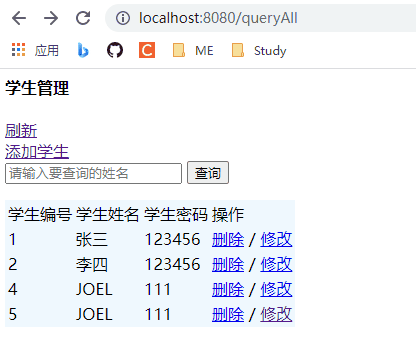 localhost:8080/queryAll
应用 ME Study
学生管理
刷新
添加学生
请输入要查询的姓名 查询
学生编号 学生姓名 学生密码 操作
1 张三 123456 删除 / 修改
2 李四 123456 删除 / 修改
4 JOEL 111 删除 / 修改
5 JOEL 111 删除 / 修改